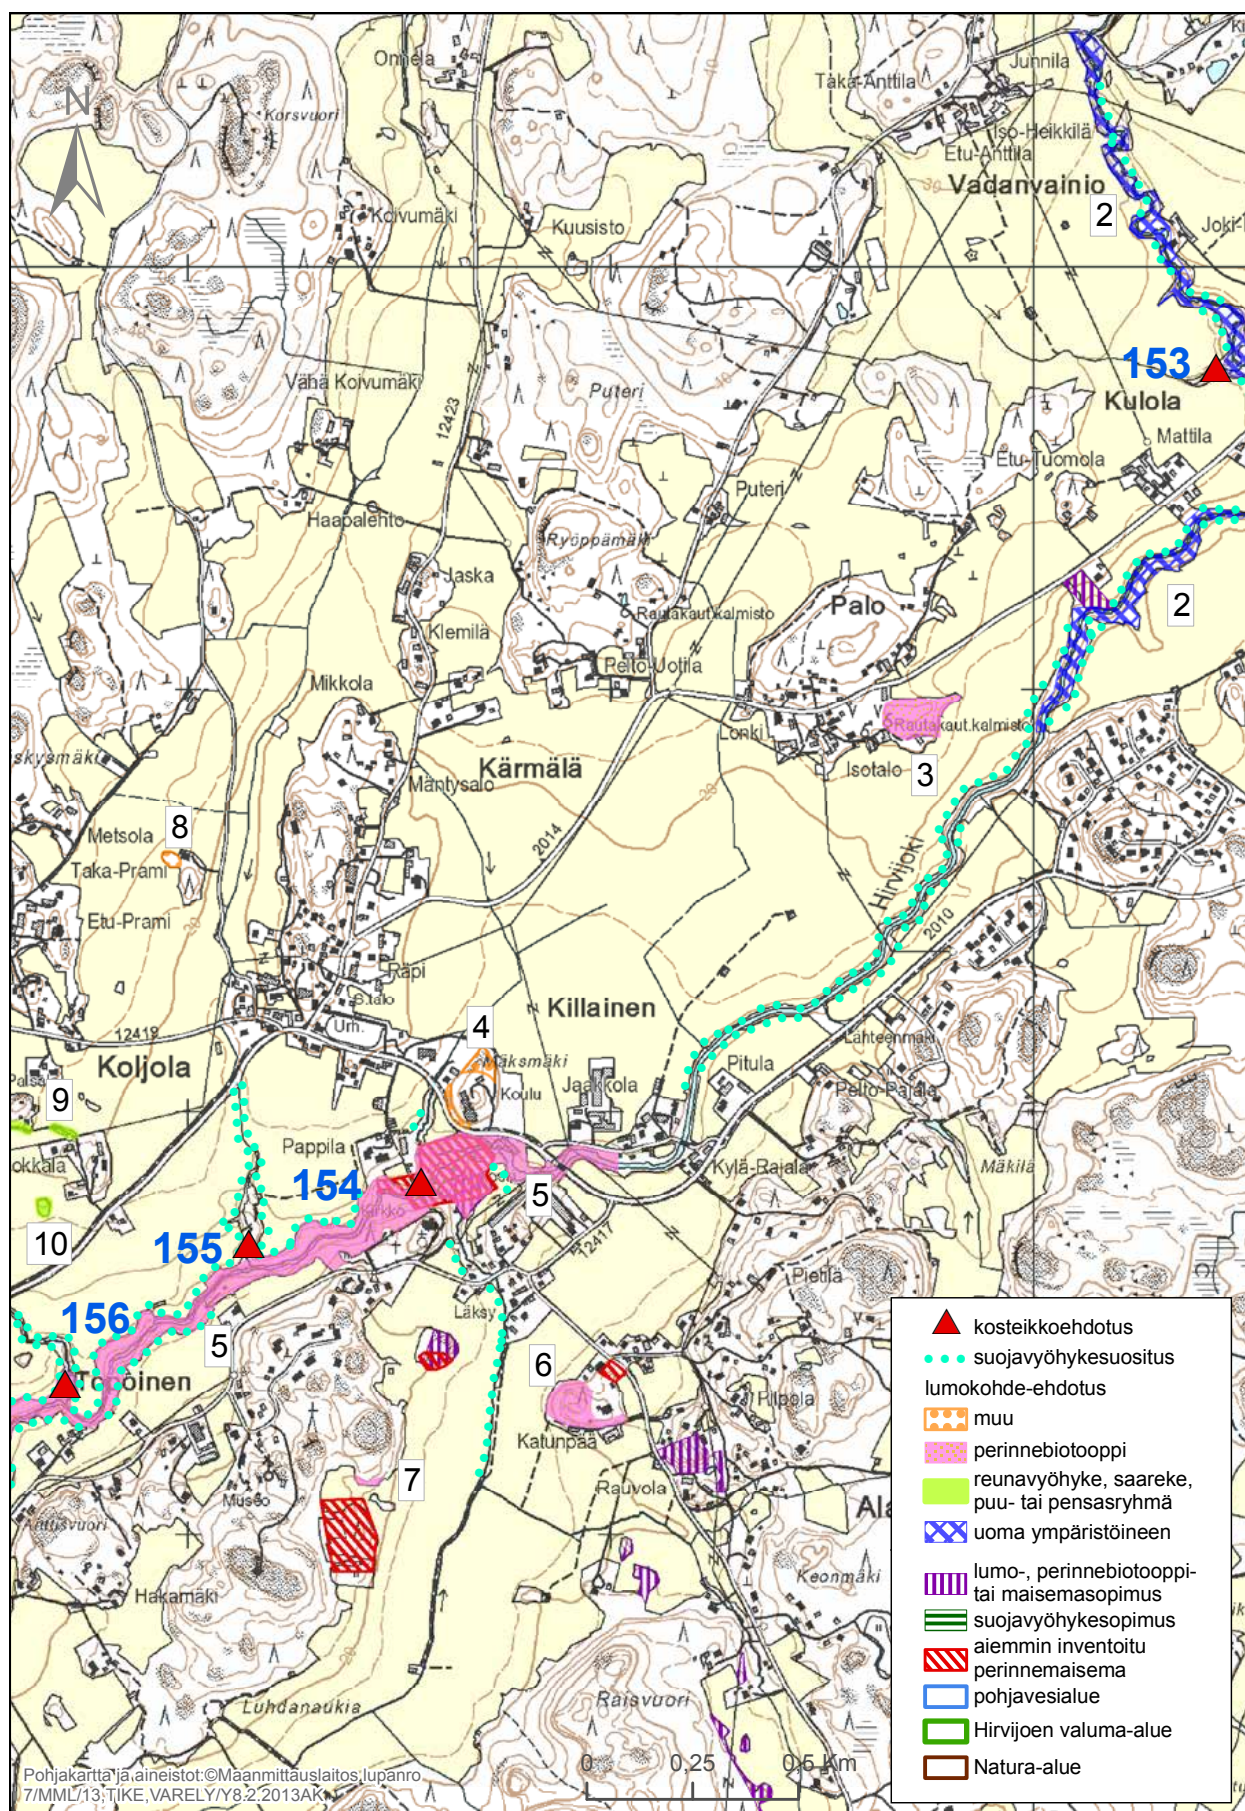 Onnela
Junnila
Taka-Anttila
Korsvuori
Iso-Heikkilä
Etu-Anttila
Vadanvainio
N
Koivumäki
Kuusisto
2
153
Kulola
Vähä Koivumäki
12423
Puteri
Mattila
Etu-Tuomola
Puteri
Haapalehto
Ryöppämäki
Jaska
Palo
Rautakaut.kalmisto
Klemilä
2
Pelto-Uotila
Mikkola
Lonki
Rautakaut.kalmisto
Kärmälä
Isotalo
3
Mäntysalo
8
Metsola
2014
Taka-Prami
Hirvijoki
Etu-Prami
2010
Räpi
S.talo
Killainen
12419
Urh.
4
Lähteenmäki
Koljola
Mäksmäki
Pitula
Jaakkola
Koulu
Pelto-Pajala
9
Pappila
Kylä-Rajala
Mäkilä
154
5
Kirkko
10
155
12417
Pietilä
156
Läksy
5
6
Töpöinen
Pilpola
Katunpää
7
Rauvola
Museo
Anttisvuori
Hakamäki
Keonmäki
Luhdanaukia
Raisvuori
0 0,25 0,5 Km
Pohjakartta ja aineistot:©Maanmittauslaitos lupanro
7/MML/13,TIKE,VARELY/Y8.2.2013AK
kosteikkoehdotus
suojavyöhykesuositus
lumokohde-ehdotus
muu
perinnebiotooppi
reunavyöhyke, saareke,
puu- tai pensasryhmä
uoma ympäristöineen
lumo-, perinnebiotooppi-
tai maisemasopimus
suojavyöhykesopimus
aiemmin inventoitu
perinnemaisema
pohjavesialue
Hirvijoen valuma-alue
Natura-alue